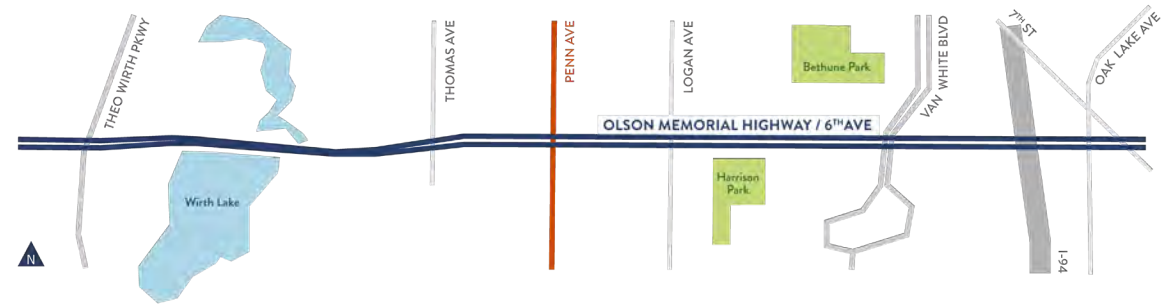 THEO WIRTH PKWY
THOMAS AVE
PENN AVE
LOGAN AVE
Bethune Park
VAN WHITE BLVD
7TH ST
OAK LAKE AVE
OLSON MEMORIAL HIGHWAY / 6TH AVE
Wirth Lake
Harrison
Park
I-94
N